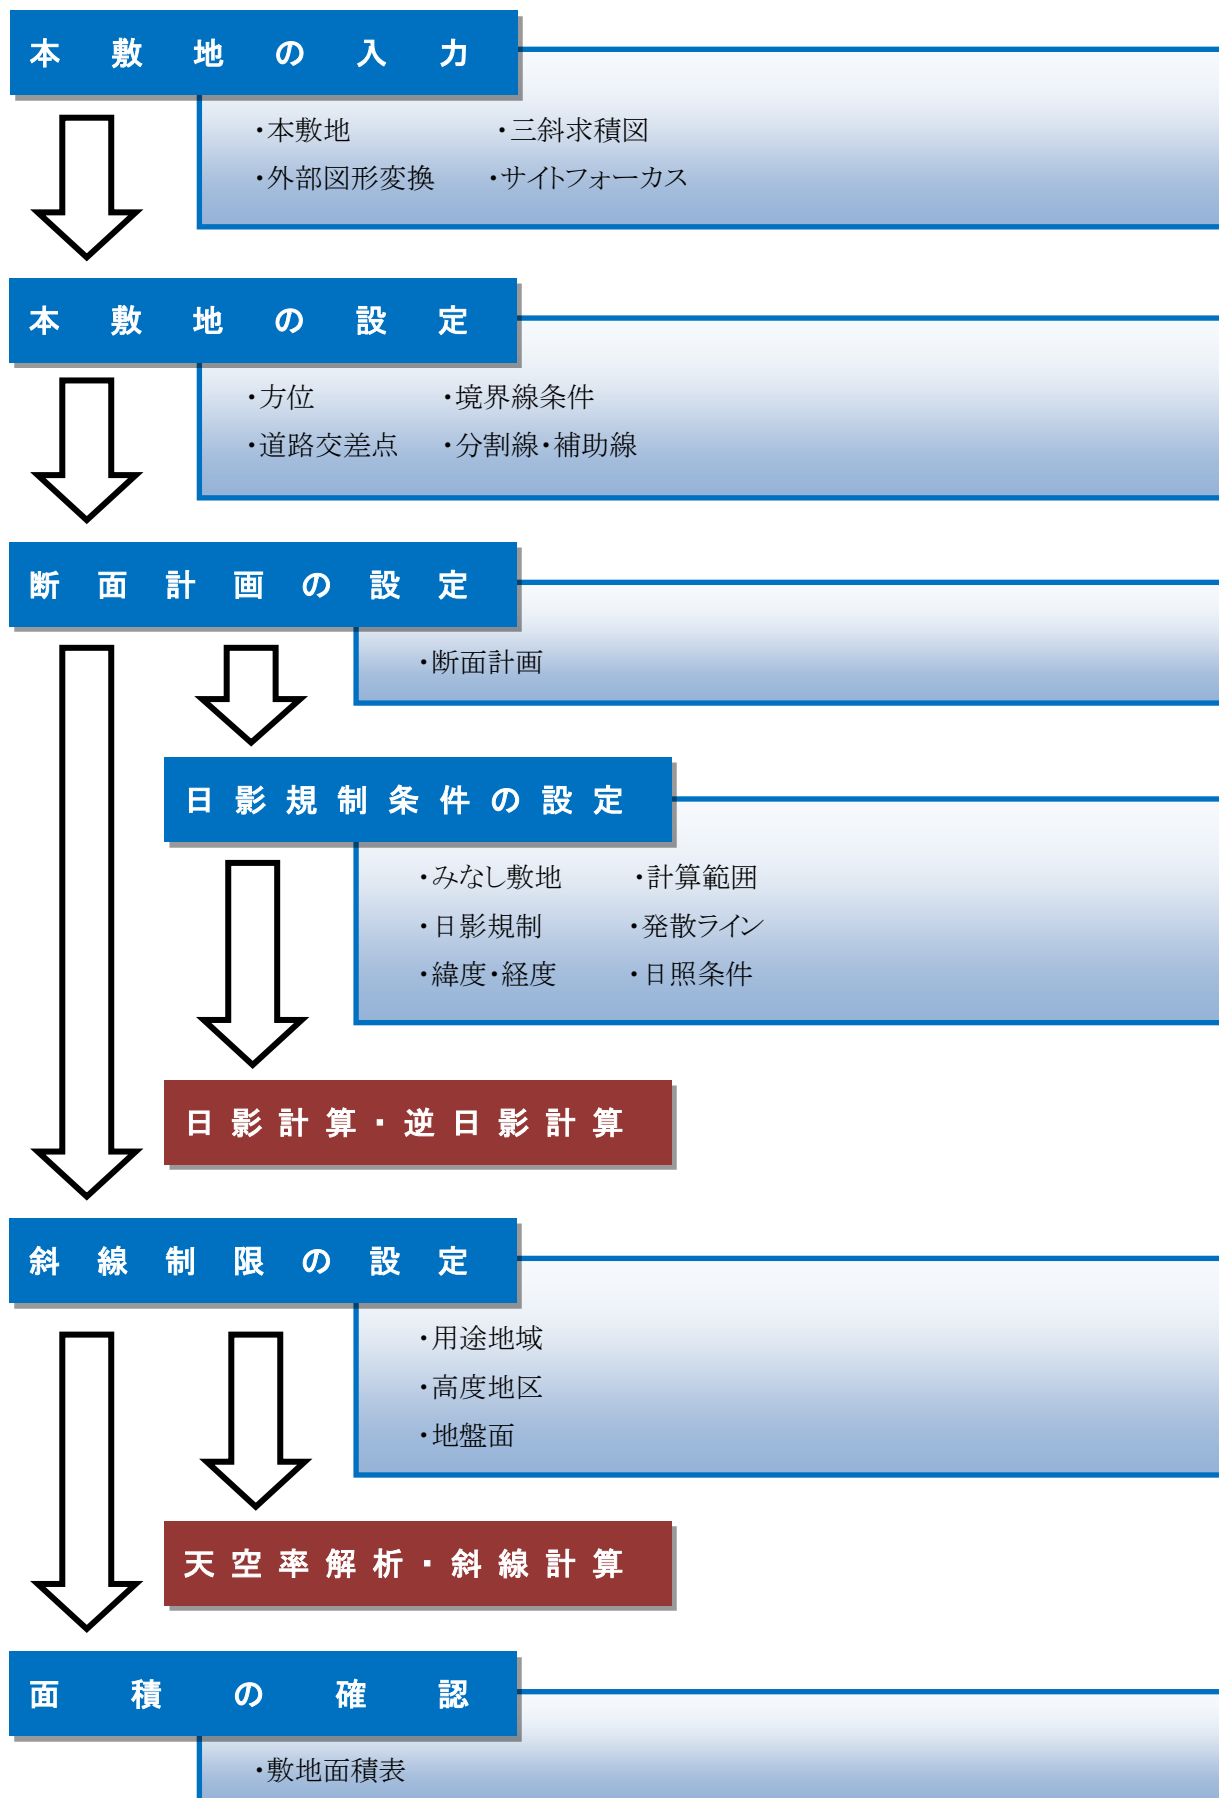 本敷地の入力
・本敷地 ・三斜求積図
・外部図形変換 ・サイトフォーカス
本敷地の設定
・方位 ・境界線条件
・道路交差点 ・分割線・補助線
断面計画の設定
・断面計画
日影規制条件の設定
・みなし敷地 ・計算範囲
・日影規制 ・発散ライン
・緯度・経度 ・日照条件
日影計算・逆日影計算
斜線制限の設定
・用途地域
・高度地区
・地盤面
天空率解析・斜線計算
面積の確認
・敷地面積表